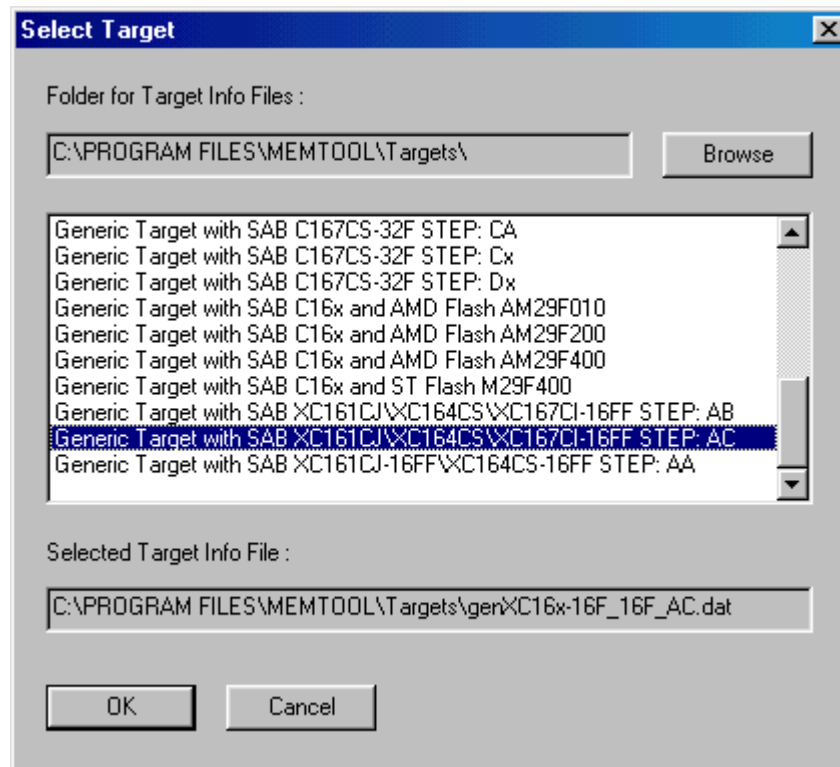 Select Target
Folder for Target Info Files :
C:\PROGRAM FILES\MEMTOOL\Targets\
Browse
Generic Target with SAB C167CS-32F STEP: CA
Generic Target with SAB C167CS-32F STEP: Cx
Generic Target with SAB C167CS-32F STEP: Dx
Generic Target with SAB C16x and AMD Flash AM29F010
Generic Target with SAB C16x and AMD Flash AM29F200
Generic Target with SAB C16x and AMD Flash AM29F400
Generic Target with SAB C16x and ST Flash M29F400
Generic Target with SAB XC161CJ\XC164CS\XC167CI-16FF STEP: AB
Generic Target with SAB XC161CJ\XC164CS\XC167CI-16FF STEP: AC
Generic Target with SAB XC161CJ-16FF\XC164CS-16FF STEP: AA
Selected Target Info File :
C:\PROGRAM FILES\MEMTOOL\Targets\genXC16x-16F_16F_AC.dat
OK
Cancel